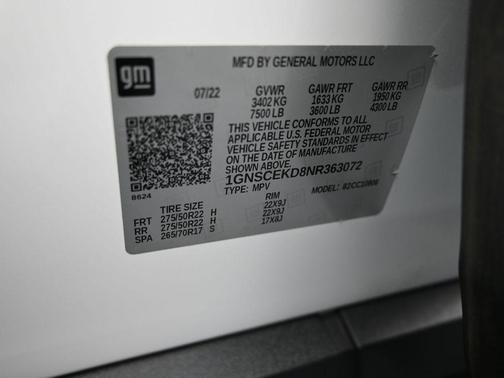 gm
MFD BY GENERAL MOTORS LLC
07/22 GVWR GAWR FRT GAWR RR
3402 KG 1633 KG 1950 KG
7500 LB 3600 LB 4300 LB
THIS VEHICLE CONFORMS TO ALL
APPLICABLE U.S. FEDERAL MOTOR
VEHICLE SAFETY STANDARDS IN EFFECT
ON THE DATE OF MANUFACTURE
SHOWN ABOVE.
1GNSCEKD8NR363072
TYPE: MPV MODEL:
8624
TIRE SIZE RIM
FRT 275/50R22 H 22X9J
RR 275/50R22 H 22X9J
SPA 265/70R17 S 17X8J